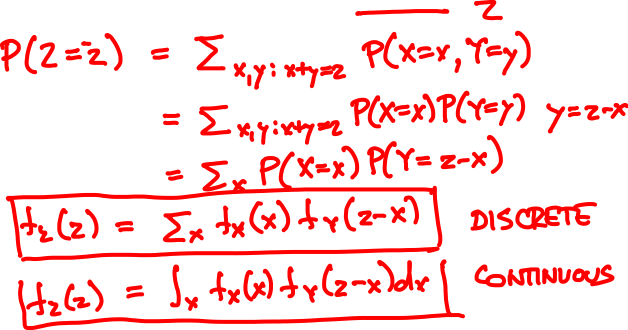 Z
P(Z=z) = Σ_{x,y: x+y=z} P(X=x, Y=y)
= Σ_{x,y: x+y=z} P(X=x) P(Y=y) y=z-x
= Σ_x P(X=x) P(Y=z-x)
f_Z(z) = Σ_x f_X(x) f_Y(z-x) DISCRETE
f_Z(z) = ∫_x f_X(x) f_Y(z-x) dx CONTINUOUS